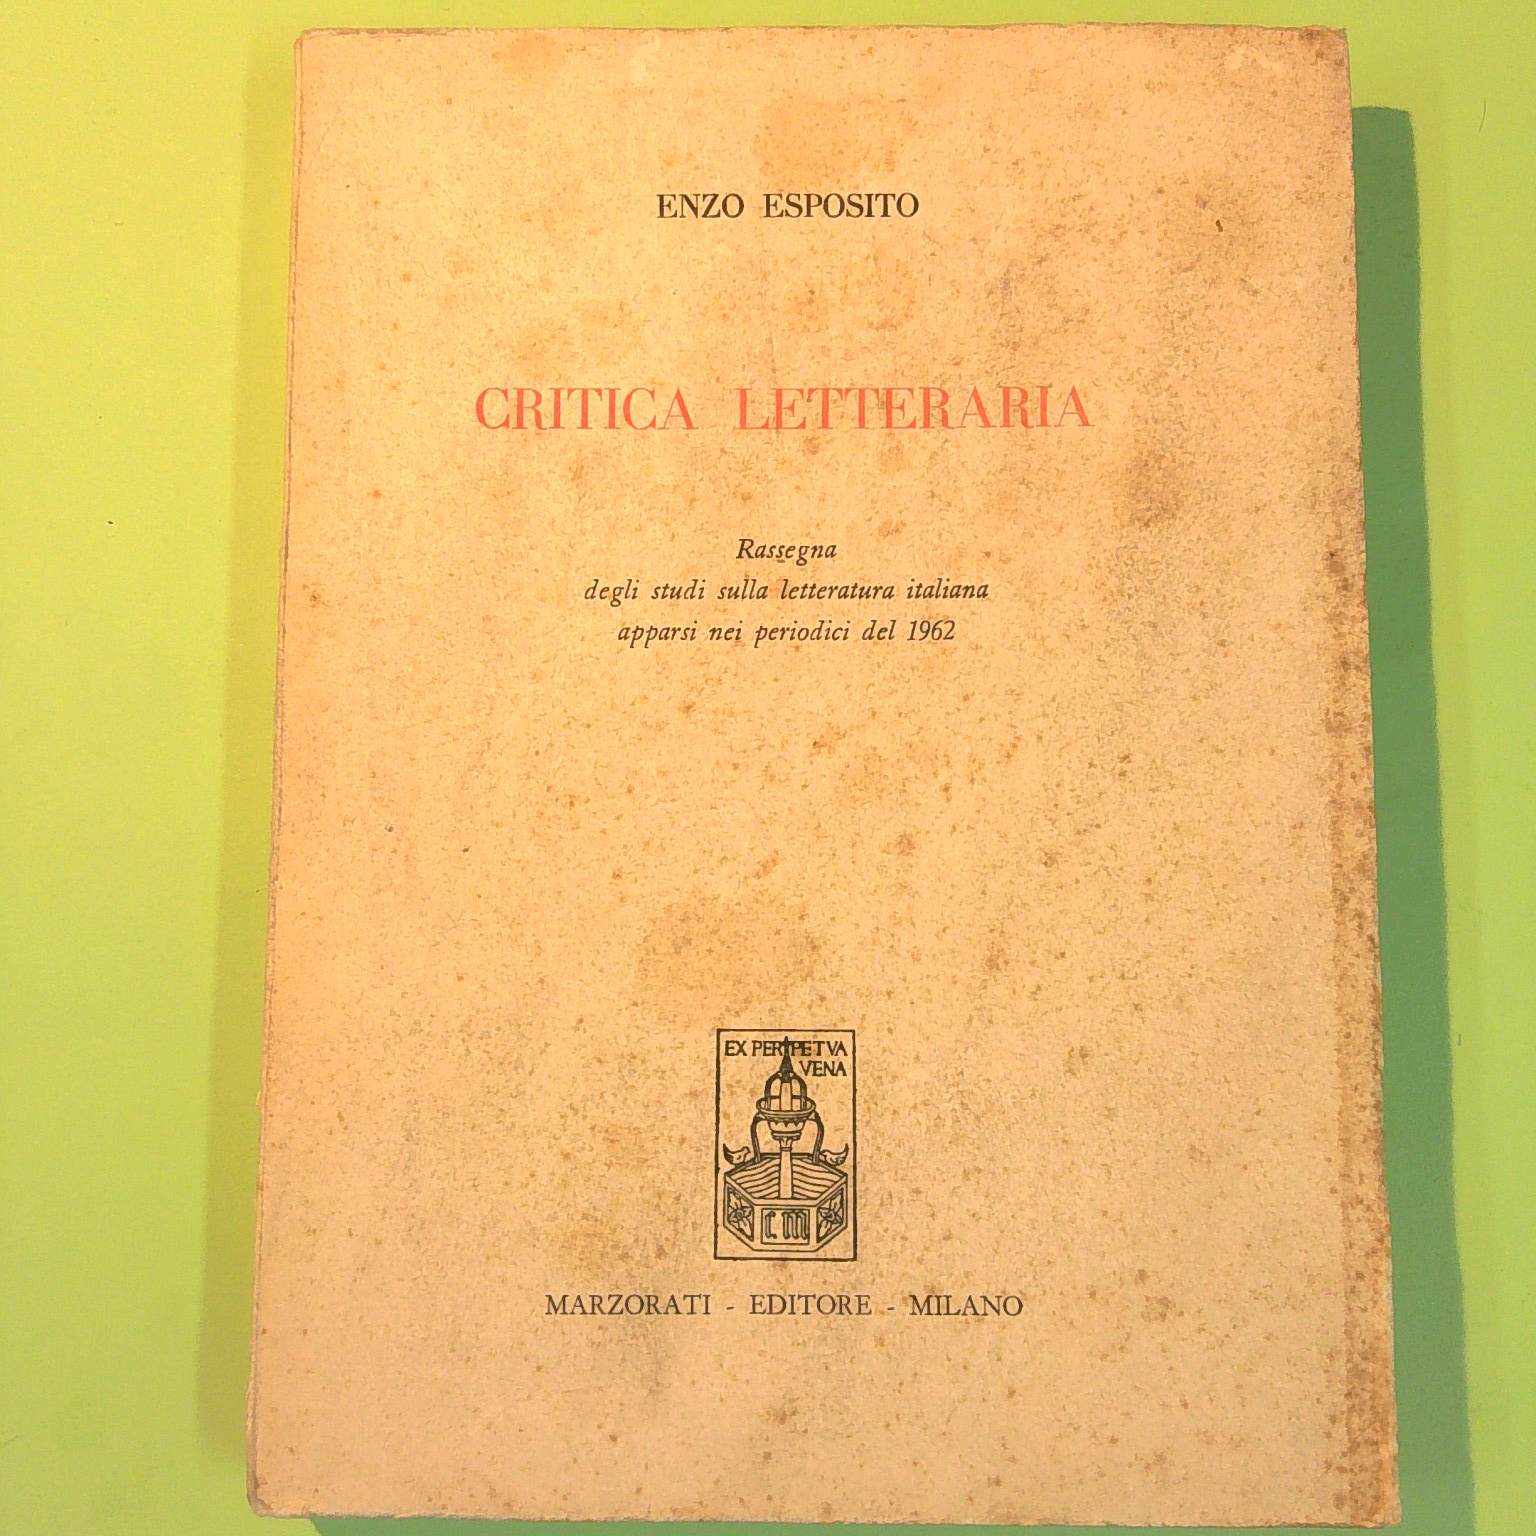 ENZO ESPOSITO
CRITICA LETTERARIA
Rassegna
degli studi sulla letteratura italiana
apparsi nei periodici del 1962
EX PERPETVA
VENA
CM
MARZORATI - EDITORE - MILANO